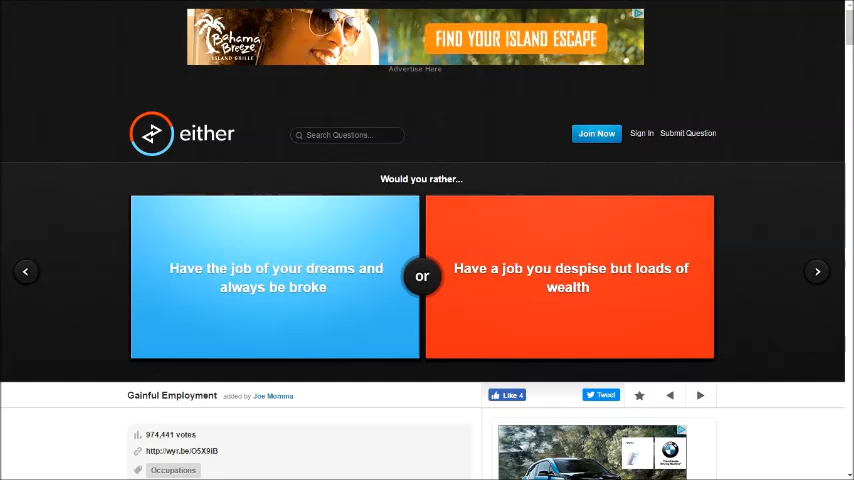 Bahama
Breeze
ISLAND GRILLE
FIND YOUR ISLAND ESCAPE
Advertise Here
either
Search Questions...
Join Now
Sign In
Submit Question
Would you rather...
Have the job of your dreams and
always be broke
or
Have a job you despise but loads of
wealth
Gainful Employment added by Joe Momma
Like 4
Tweet
974,441 votes
http://wyr.be/O5X9iB
Occupations
BMW